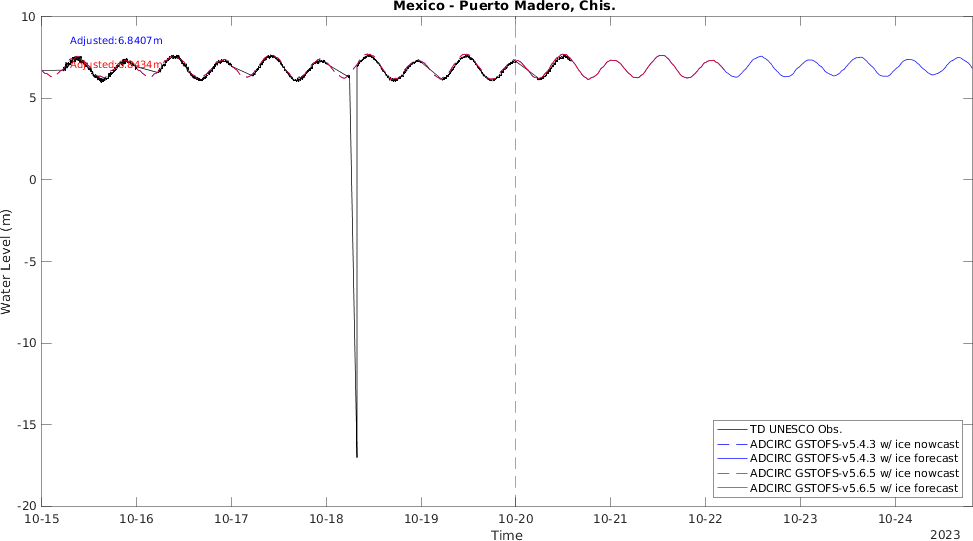 Mexico - Puerto Madero, Chis.
10
5
0
-5
-10
-15
-20
Water Level (m)
Adjusted:6.8407m
Adjusted:6.8434m
TD UNESCO Obs.
ADCIRC GSTOFS-v5.4.3 w/ ice nowcast
ADCIRC GSTOFS-v5.4.3 w/ ice forecast
ADCIRC GSTOFS-v5.6.5 w/ ice nowcast
ADCIRC GSTOFS-v5.6.5 w/ ice forecast
10-15 10-16 10-17 10-18 10-19 10-20 10-21 10-22 10-23 10-24
Time
2023